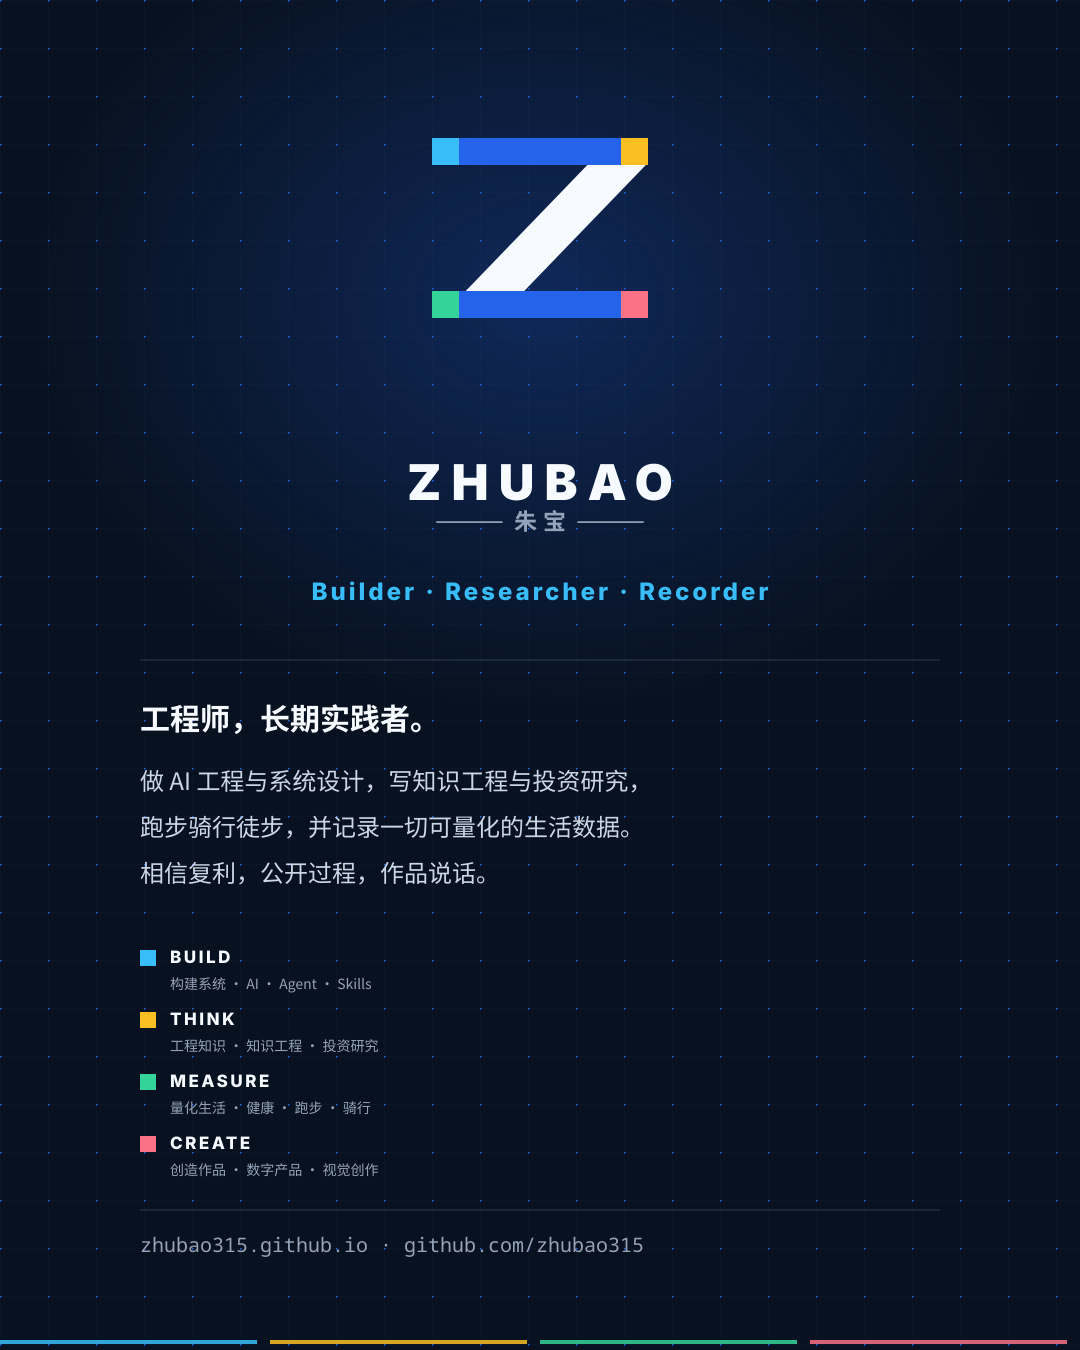 ZHUBAO
朱宝
Builder · Researcher · Recorder
工程师，长期实践者。
做 AI 工程与系统设计，写知识工程与投资研究，
跑步骑行徒步，并记录一切可量化的生活数据。
相信复利，公开过程，作品说话。
BUILD
构建系统 · AI · Agent · Skills
THINK
工程知识 · 知识工程 · 投资研究
MEASURE
量化生活 · 健康 · 跑步 · 骑行
CREATE
创造作品 · 数字产品 · 视觉创作
zhubao315.github.io · github.com/zhubao315